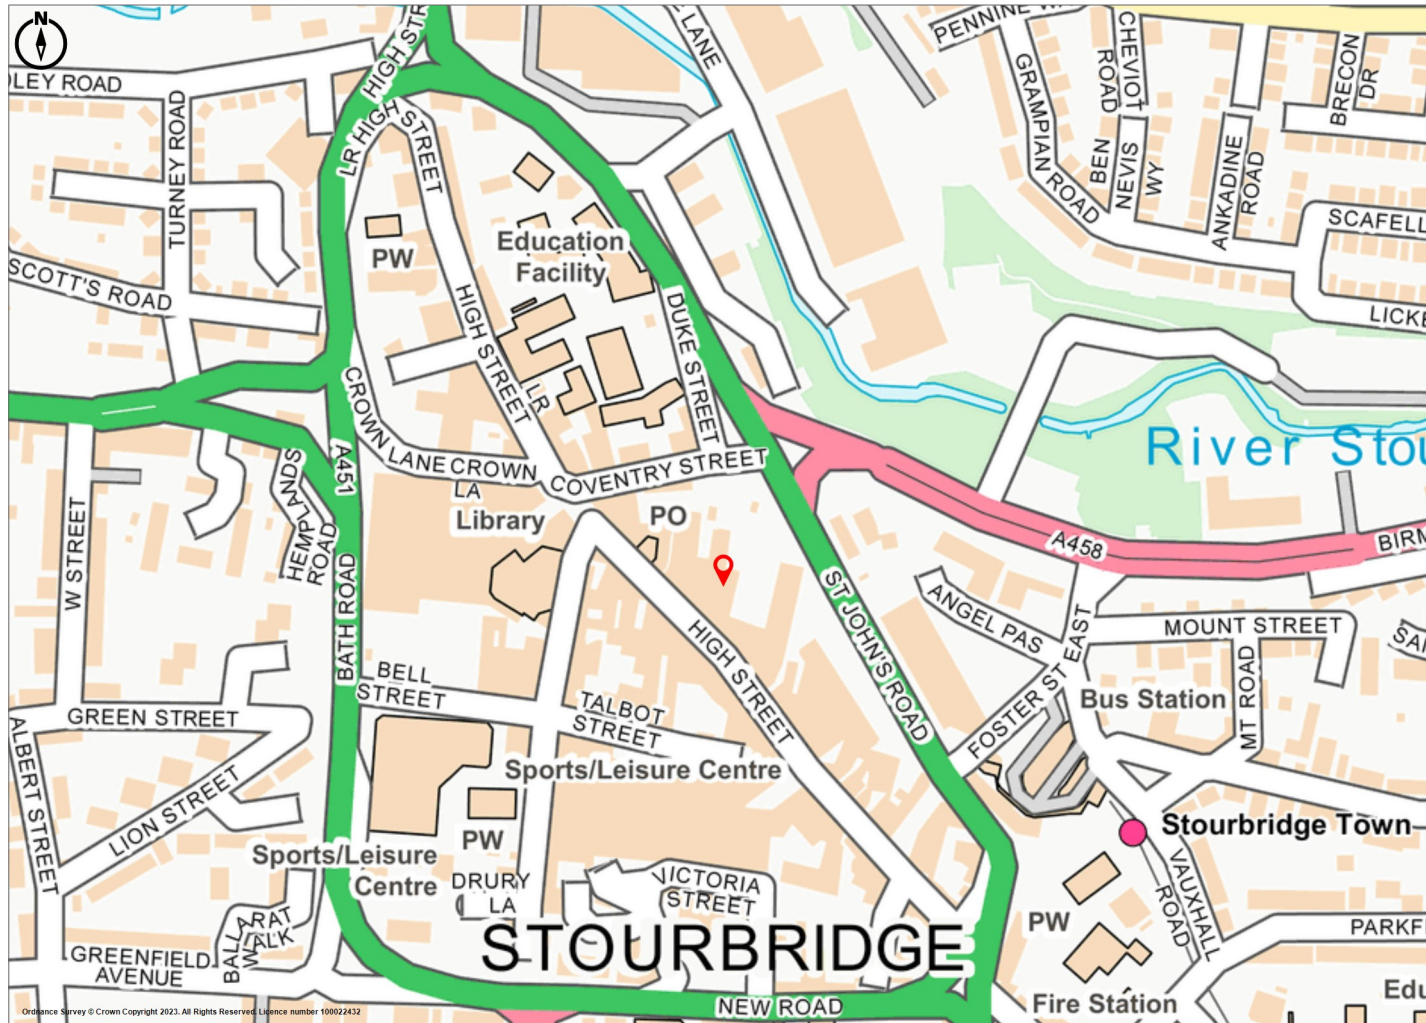 N
HIGH STR
E LANE
PENNINE W
CHEVIOT
ROAD
BRECON
DR
DLEY ROAD
TURNEY ROAD
LR HIGH STREET
GRAMPIAN ROAD
BEN
NEVIS
WY
ANKADINE
ROAD
SCAFELL
PW
Education
Facility
SCOTT'S ROAD
HIGH STREET
LR
DUKE STREET
LICKE
CROWN LANE
CROWN
LA
COVENTRY STREET
River Stou
A451
W STREET
HEMPLANDS
ROAD
Library
PO
A458
BIRM
BATH ROAD
ST JOHN'S ROAD
ANGEL PAS
MOUNT STREET
SA
HIGH STREET
FOSTER ST EAST
MT ROAD
BELL
STREET
TALBOT
STREET
Bus Station
GREEN STREET
ALBERT STREET
LION STREET
Sports/Leisure Centre
Stourbridge Town
PW
Sports/Leisure
Centre
DRURY
LA
VICTORIA
STREET
VAUXHALL
ROAD
BALLARAT
WALK
STOURBRIDGE
PW
PARKF
GREENFIELD
AVENUE
NEW ROAD
Fire Station
Edu
Ordnance Survey © Crown Copyright 2023. All Rights Reserved. Licence number 100022432